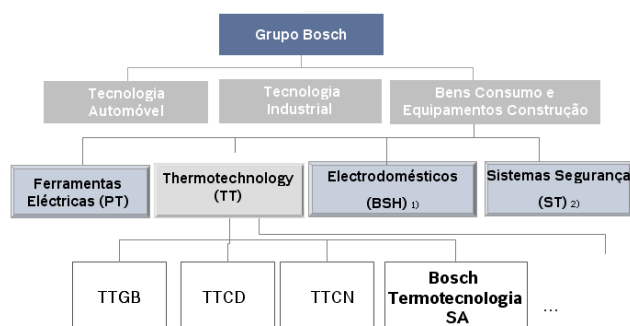 Grupo Bosch
Tecnologia
Automóvel
Tecnologia
Industrial
Bens Consumo e
Equipamentos Construção
Ferramentas
Eléctricas (PT)
Thermotechnology
(TT)
Electrodomésticos
(BSH) 1)
Sistemas Segurança
(ST) 2)
TTGB
TTCD
TTCN
Bosch
Termotecnologia
SA
...